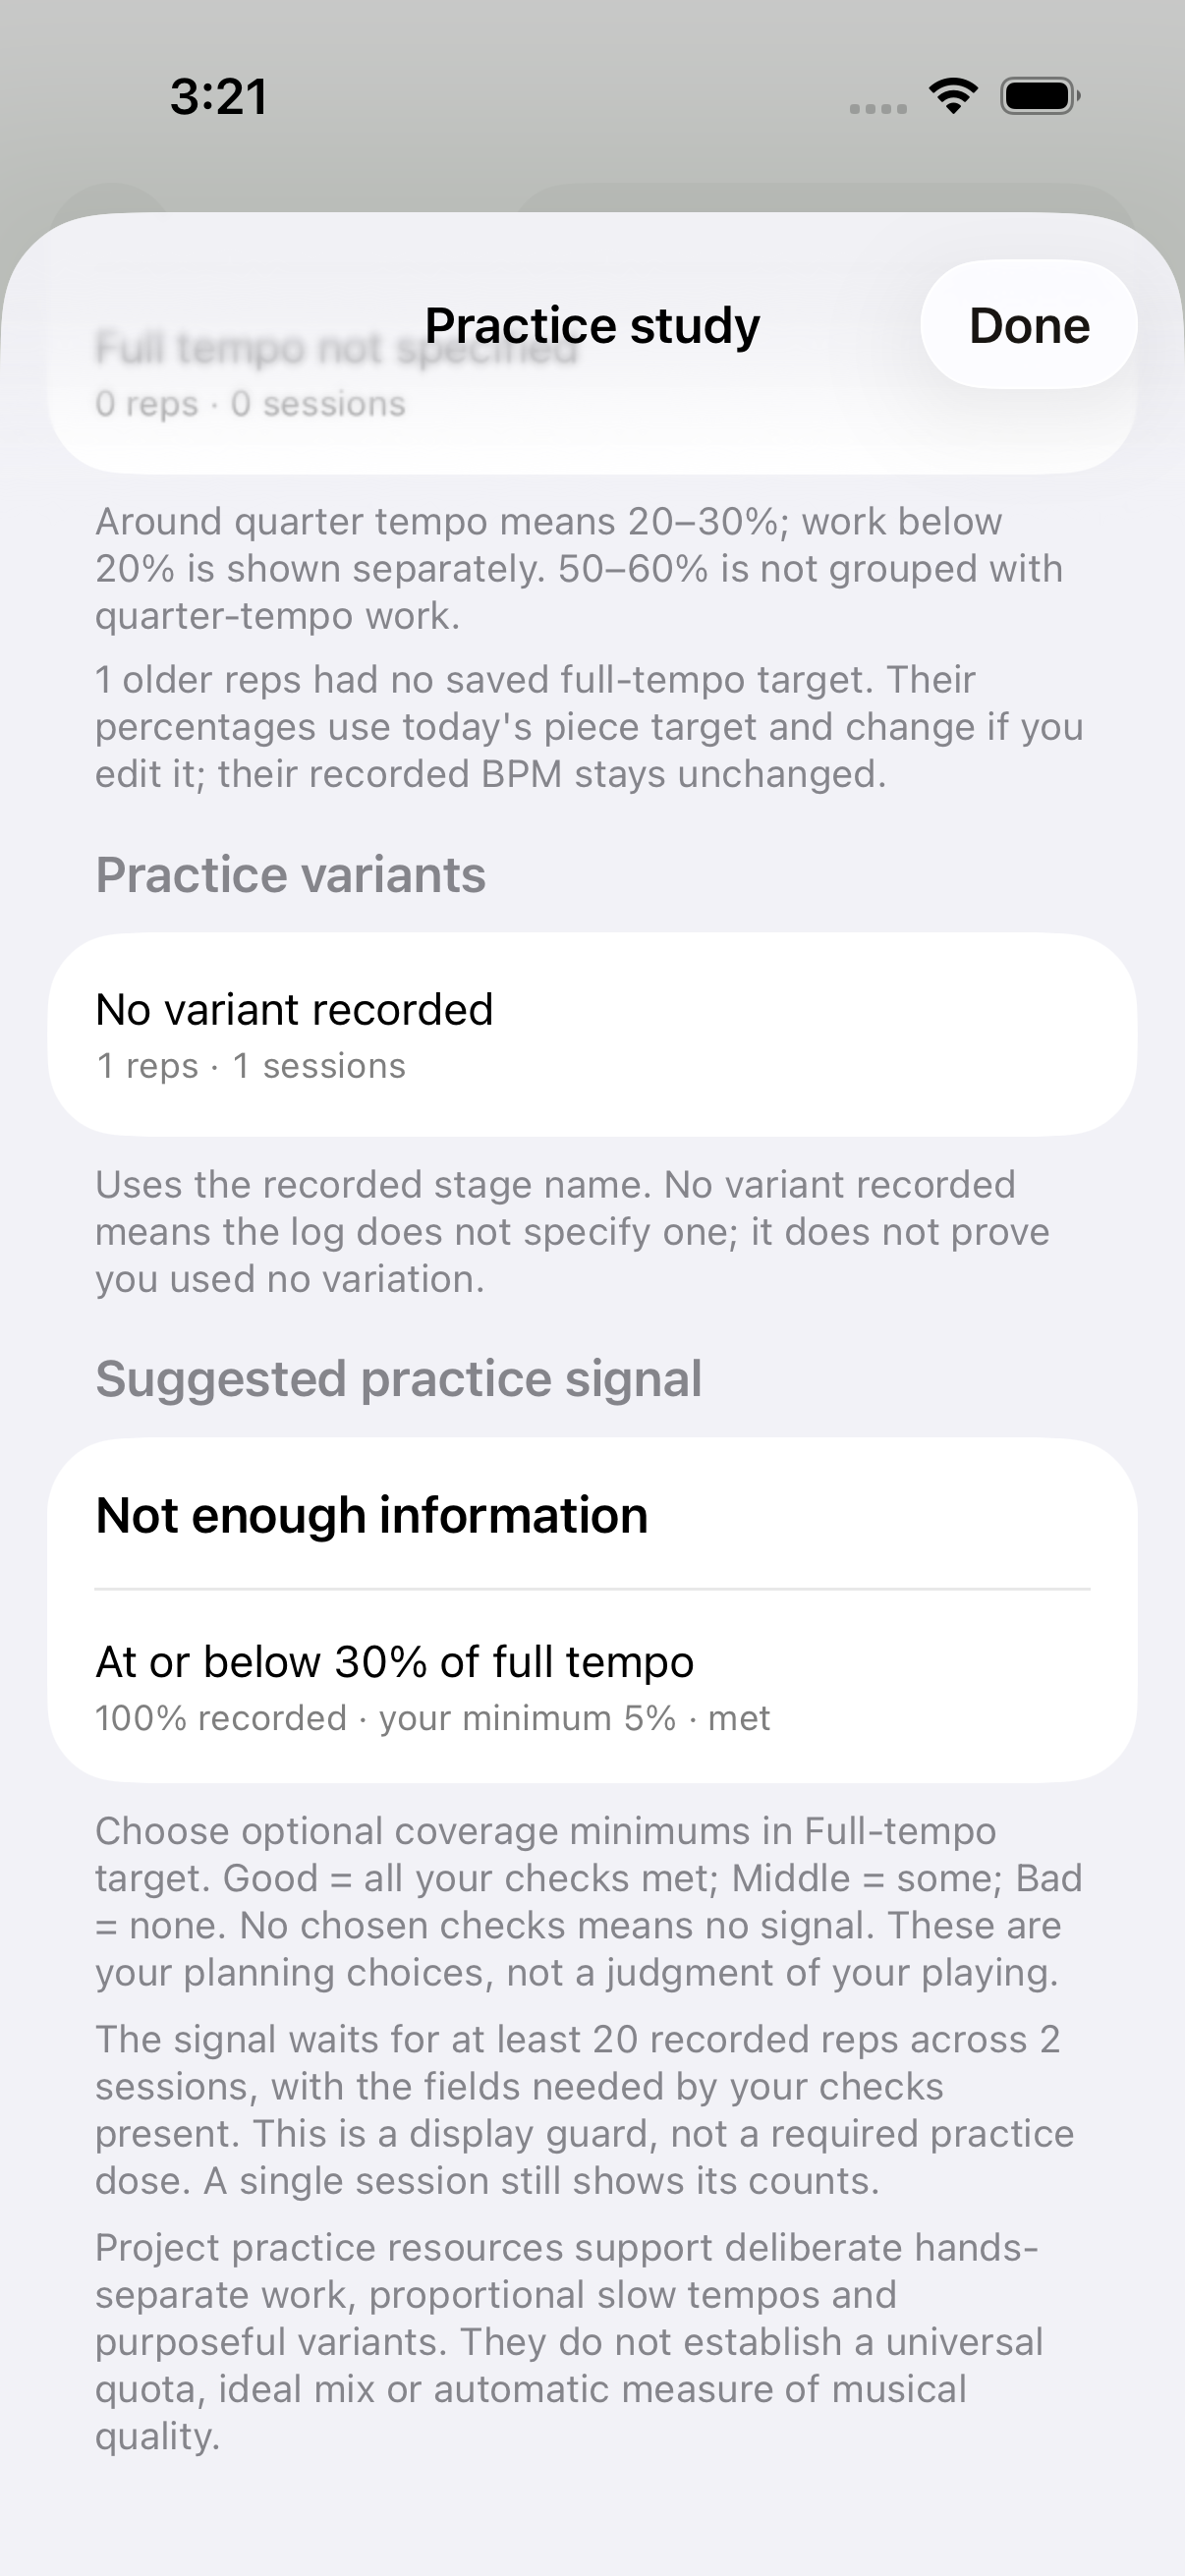 3:21
Practice study
Done
Full tempo not specified
0 reps · 0 sessions
Around quarter tempo means 20–30%; work below
20% is shown separately. 50–60% is not grouped with
quarter-tempo work.
1 older reps had no saved full-tempo target. Their
percentages use today's piece target and change if you
edit it; their recorded BPM stays unchanged.
Practice variants
No variant recorded
1 reps · 1 sessions
Uses the recorded stage name. No variant recorded
means the log does not specify one; it does not prove
you used no variation.
Suggested practice signal
Not enough information
At or below 30% of full tempo
100% recorded · your minimum 5% · met
Choose optional coverage minimums in Full-tempo
target. Good = all your checks met; Middle = some; Bad
= none. No chosen checks means no signal. These are
your planning choices, not a judgment of your playing.
The signal waits for at least 20 recorded reps across 2
sessions, with the fields needed by your checks
present. This is a display guard, not a required practice
dose. A single session still shows its counts.
Project practice resources support deliberate hands-
separate work, proportional slow tempos and
purposeful variants. They do not establish a universal
quota, ideal mix or automatic measure of musical
quality.